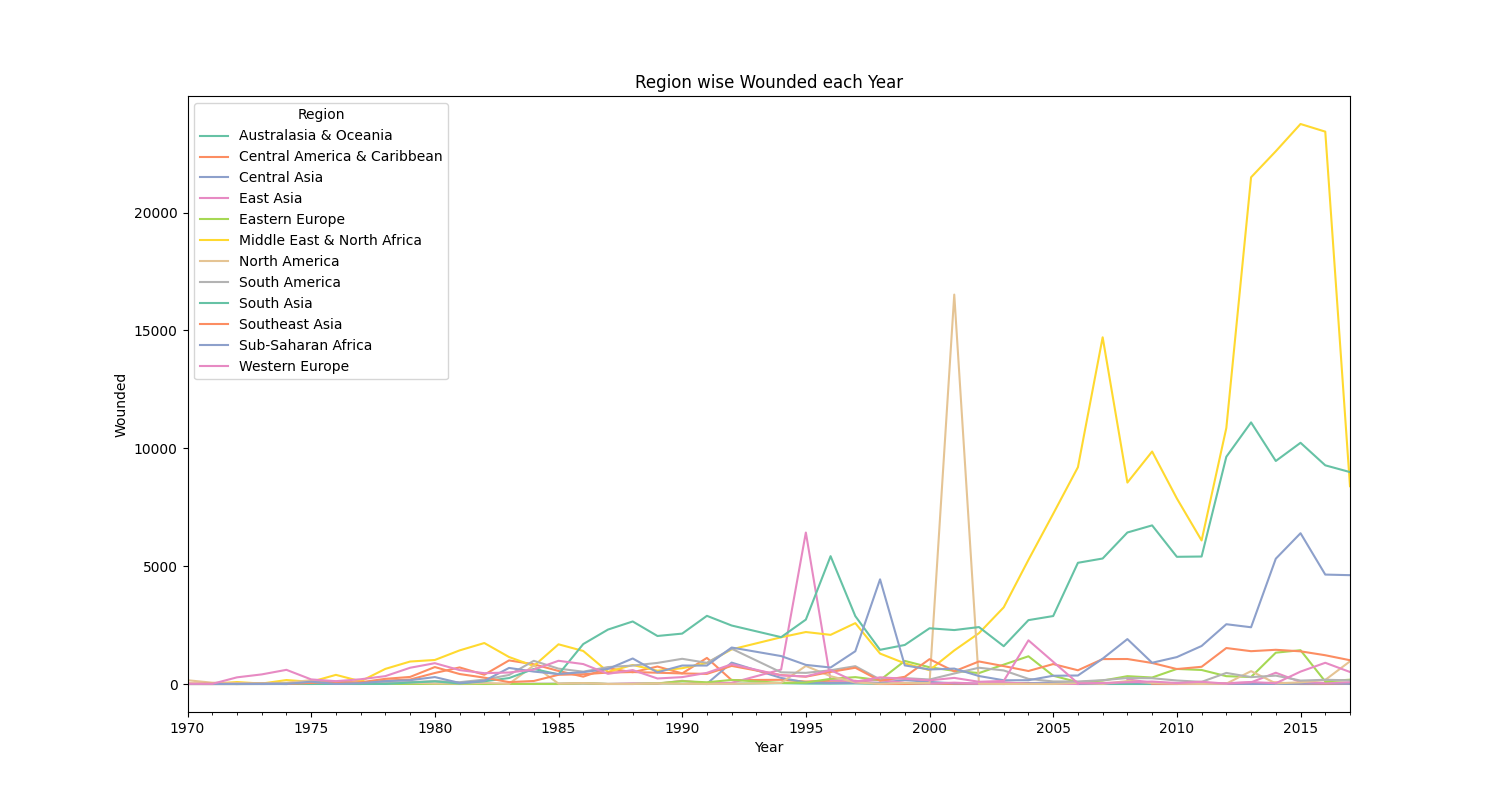 Region wise Wounded each Year
Region
Australasia & Oceania
Central America & Caribbean
Central Asia
East Asia
Eastern Europe
Middle East & North Africa
North America
South America
South Asia
Southeast Asia
Sub-Saharan Africa
Western Europe
Wounded
20000
15000
10000
5000
0
1970 1975 1980 1985 1990 1995 2000 2005 2010 2015
Year